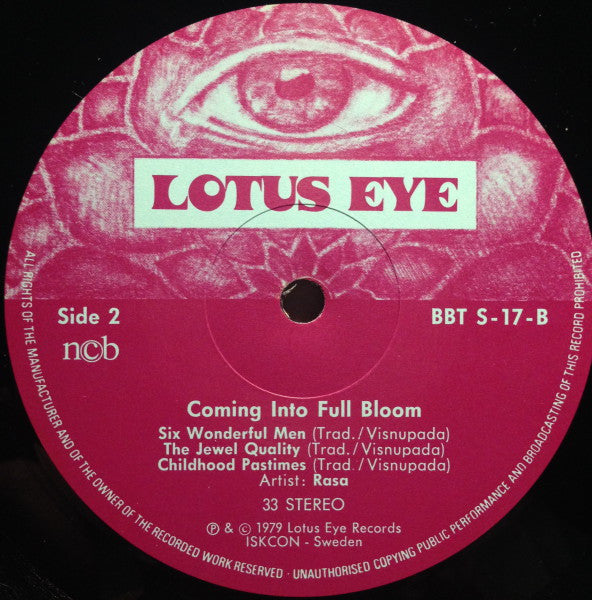 LOTUS EYE
Side 2
BBT S-17-B
ncb
Coming Into Full Bloom
Six Wonderful Men (Trad./Visnupada)
The Jewel Quality (Trad./Visnupada)
Childhood Pastimes (Trad./Visnupada)
Artist: Rasa
33 STEREO
℗ & © 1979 Lotus Eye Records
ISKCON - Sweden
ALL RIGHTS OF THE MANUFACTURER AND OF THE OWNER OF THE RECORDED WORK RESERVED · UNAUTHORISED COPYING PUBLIC PERFORMANCE AND BROADCASTING OF THIS RECORD PROHIBITED